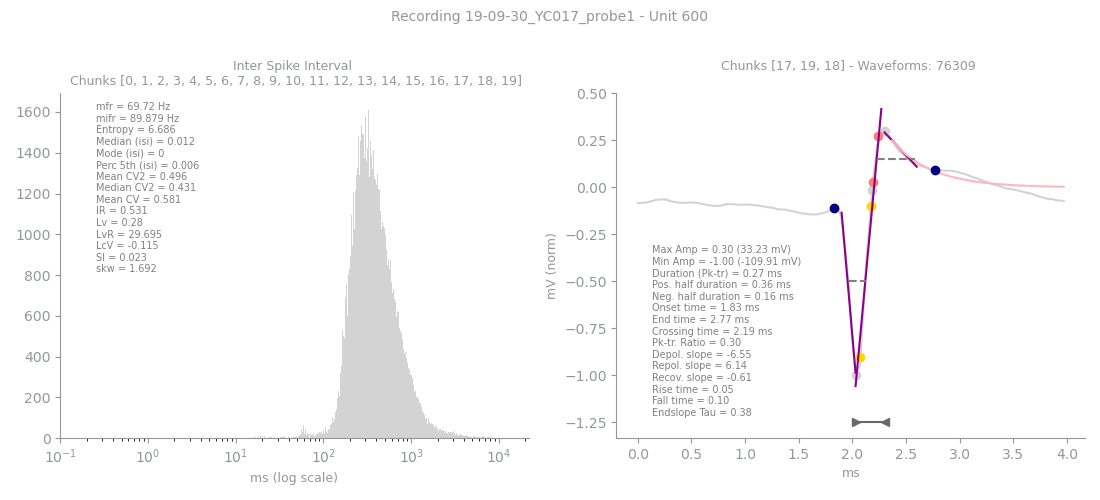 Recording 19-09-30_YC017_probe1 - Unit 600
Inter Spike Interval
Chunks [0, 1, 2, 3, 4, 5, 6, 7, 8, 9, 10, 11, 12, 13, 14, 15, 16, 17, 18, 19]
1600
1400
1200
1000
800
600
400
200
0
mfr = 69.72 Hz
mifr = 89.879 Hz
Entropy = 6.686
Median (isi) = 0.012
Mode (isi) = 0
Perc 5th (isi) = 0.006
Mean CV2 = 0.496
Median CV2 = 0.431
Mean CV = 0.581
IR = 0.531
Lv = 0.28
LvR = 29.695
LcV = -0.115
SI = 0.023
skw = 1.692
10⁻¹ 10⁰ 10¹ 10² 10³ 10⁴
ms (log scale)
Chunks [17, 19, 18] - Waveforms: 76309
0.50
0.25
0.00
−0.25
−0.50
−0.75
−1.00
−1.25
mV (norm)
Max Amp = 0.30 (33.23 mV)
Min Amp = -1.00 (-109.91 mV)
Duration (Pk-tr) = 0.27 ms
Pos. half duration = 0.36 ms
Neg. half duration = 0.16 ms
Onset time = 1.83 ms
End time = 2.77 ms
Crossing time = 2.19 ms
Pk-tr. Ratio = 0.30
Depol. slope = -6.55
Repol. slope = 6.14
Recov. slope = -0.61
Rise time = 0.05
Fall time = 0.10
Endslope Tau = 0.38
0.0 0.5 1.0 1.5 2.0 2.5 3.0 3.5 4.0
ms